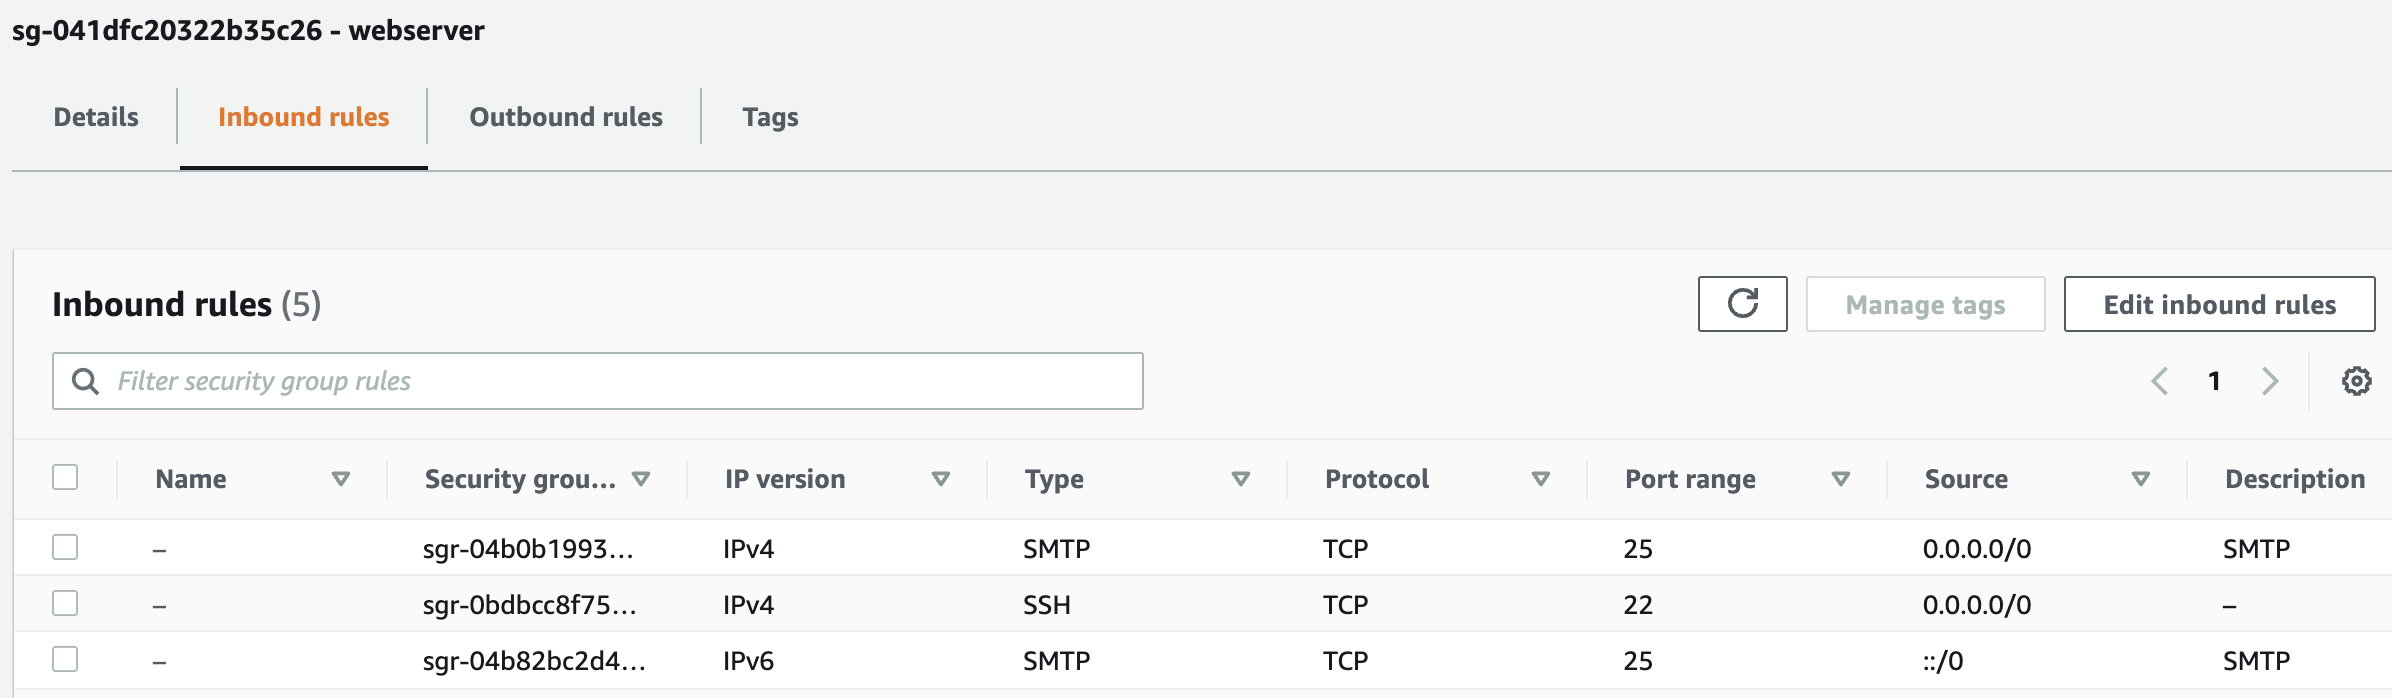 sg-041dfc20322b35c26 - webserver
Details Inbound rules Outbound rules Tags
Inbound rules (5) Manage tags Edit inbound rules
Filter security group rules 1
Name Security grou... IP version Type Protocol Port range Source Description
– sgr-04b0b1993... IPv4 SMTP TCP 25 0.0.0.0/0 SMTP
– sgr-0bdbcc8f75... IPv4 SSH TCP 22 0.0.0.0/0 –
– sgr-04b82bc2d4... IPv6 SMTP TCP 25 ::/0 SMTP